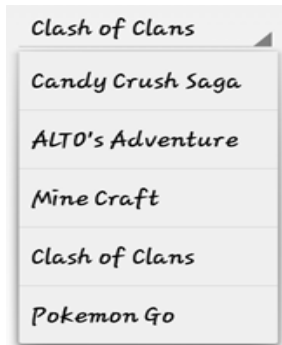 Clash of Clans
Candy Crush Saga
ALTO's Adventure
Mine Craft
Clash of Clans
Pokemon Go